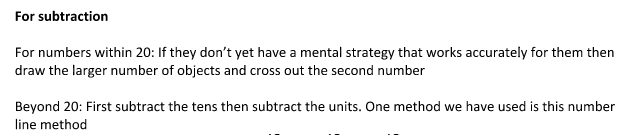 For subtraction
For numbers within 20: If they don't yet have a mental strategy that works accurately for them then
draw the larger number of objects and cross out the second number
Beyond 20: First subtract the tens then subtract the units. One method we have used is this number
line method